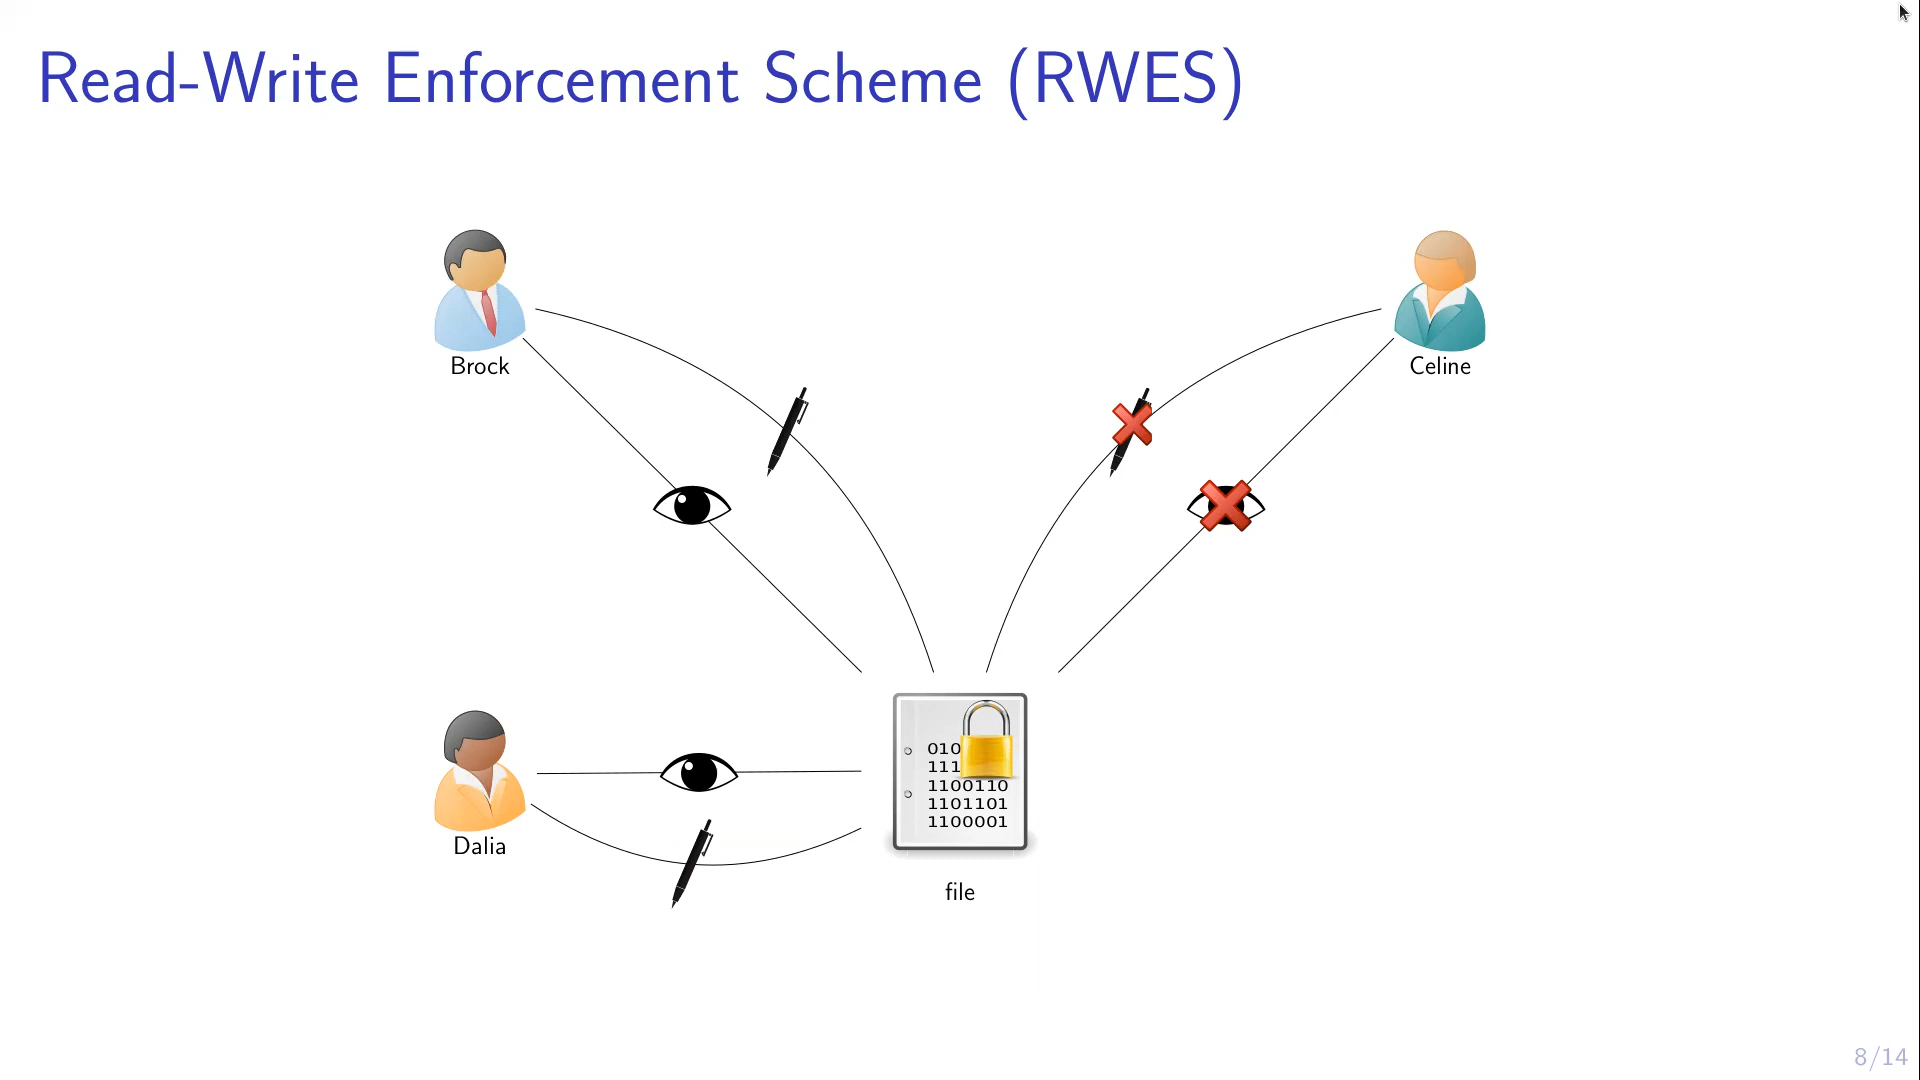 Read-Write Enforcement Scheme (RWES)
Brock
Celine
Dalia
010
111
1100110
1101101
1100001
file
8/14